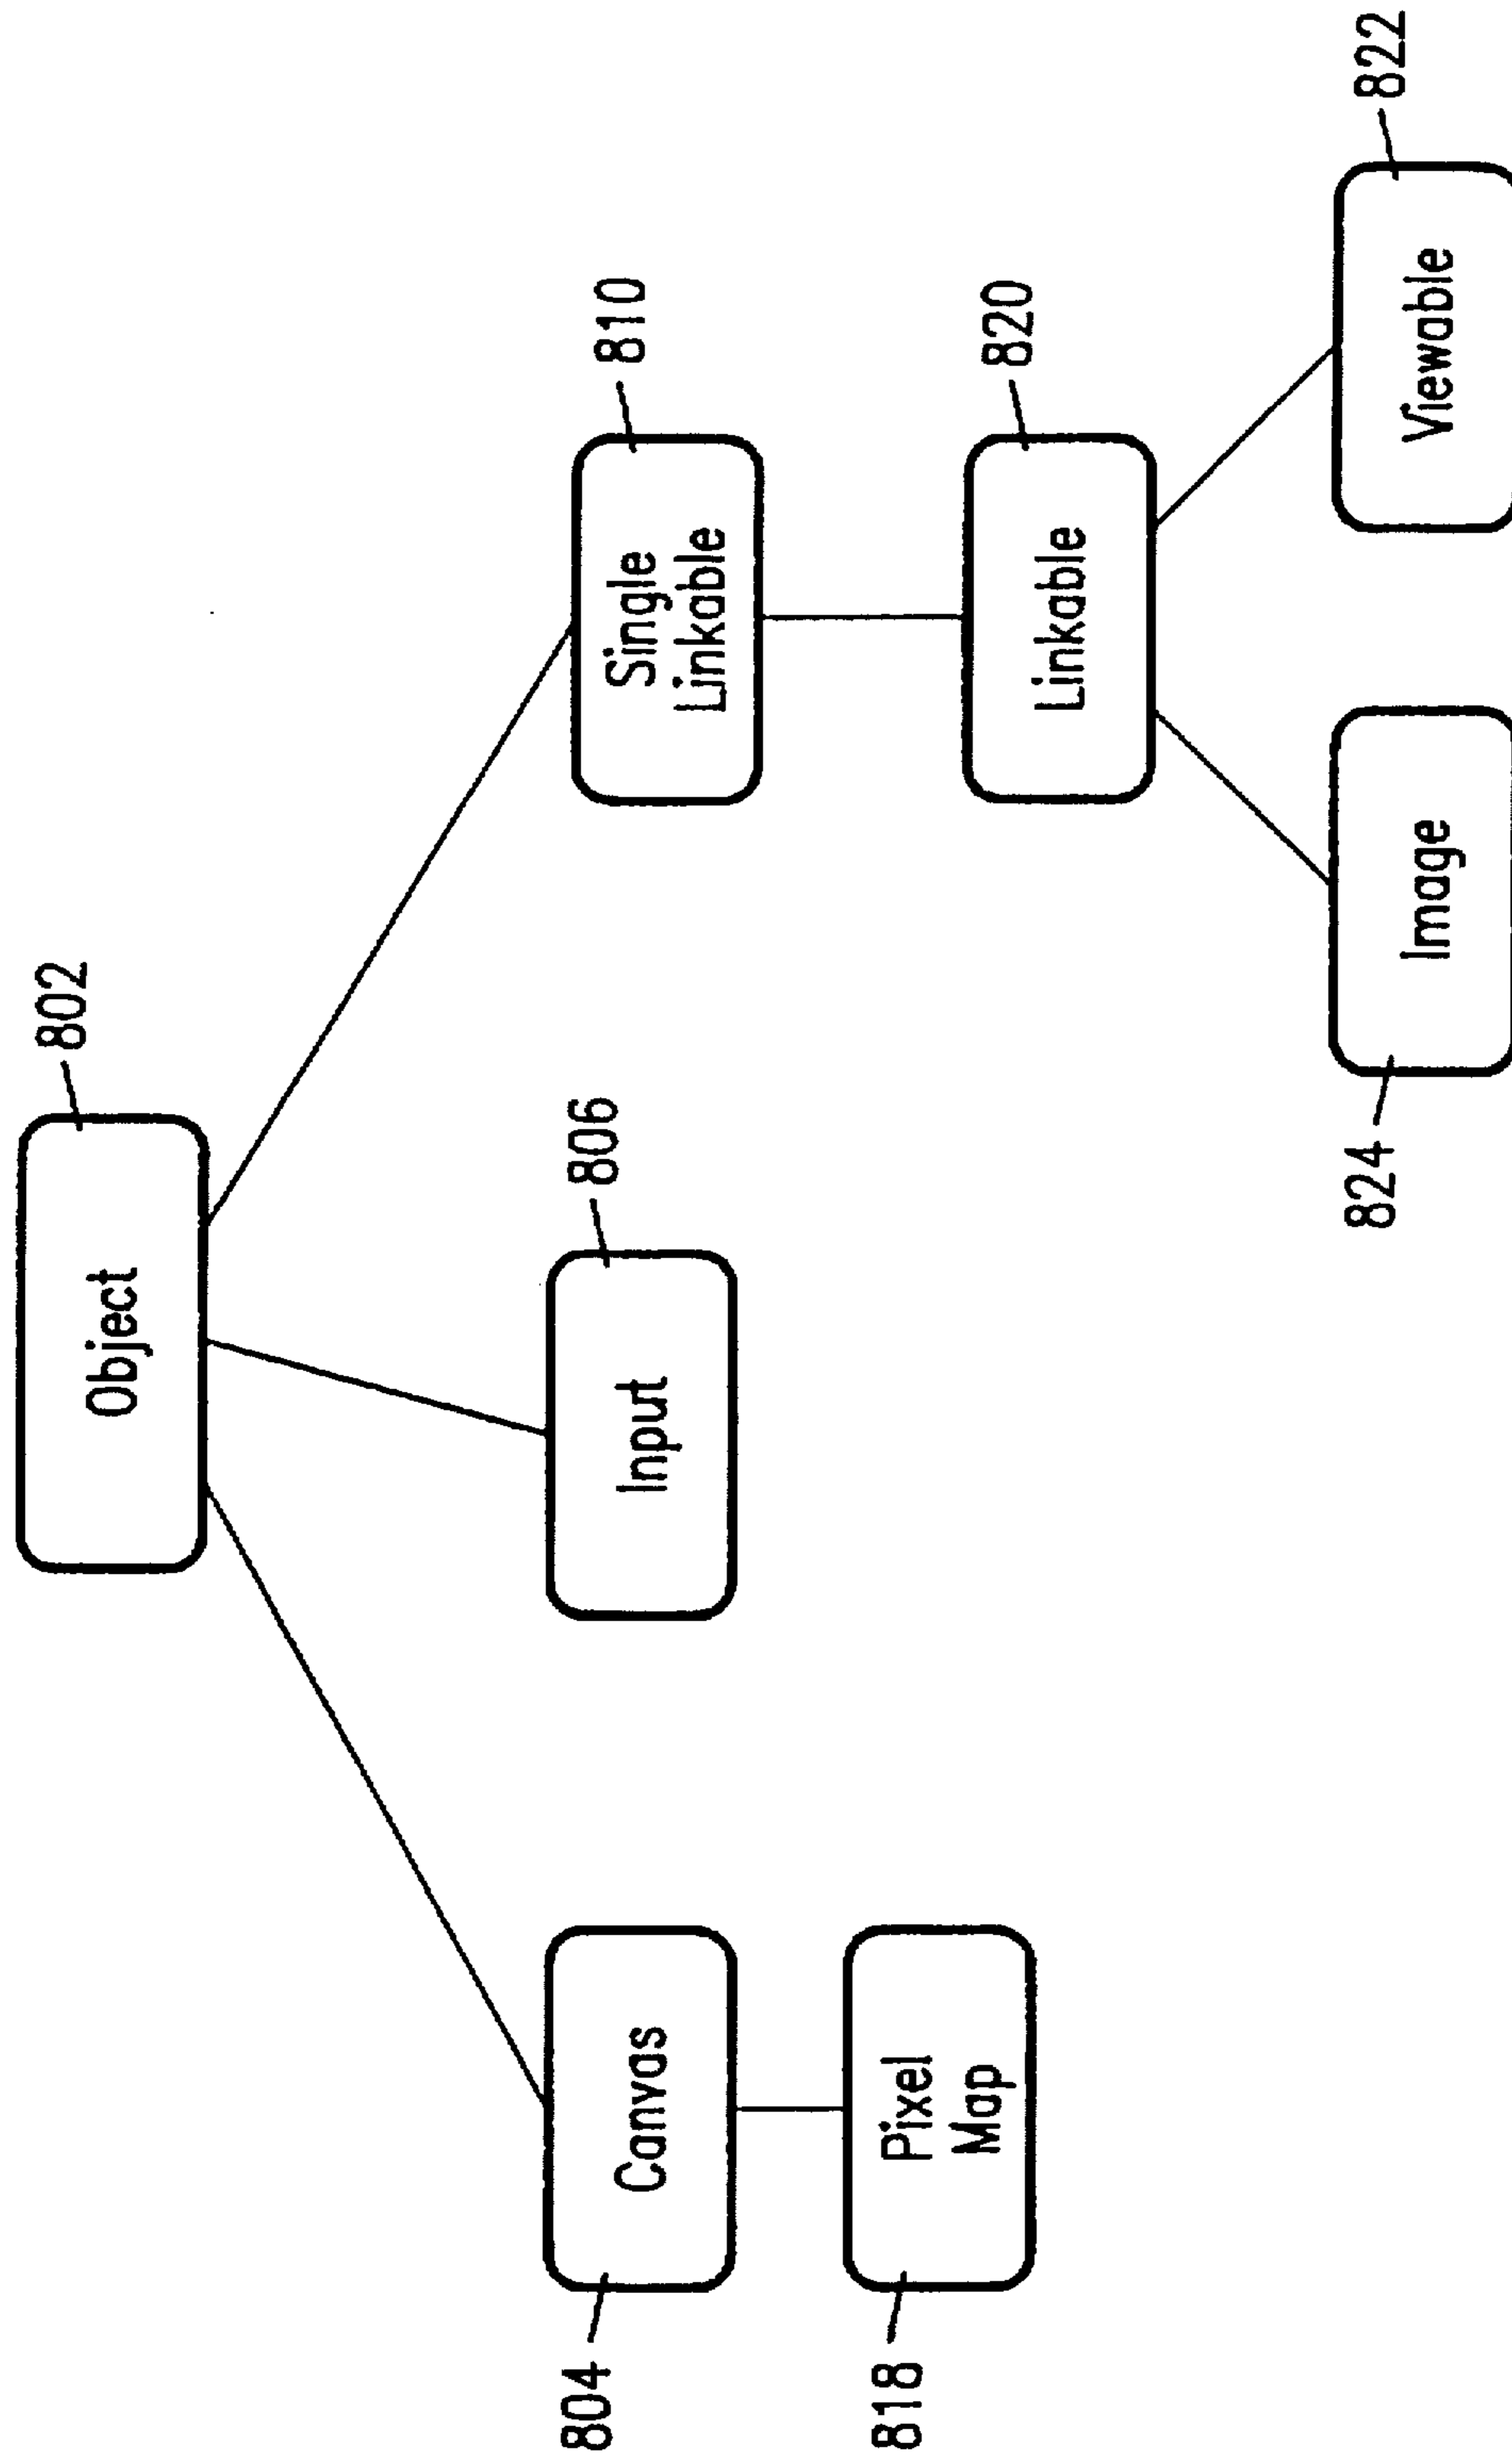 Object
802
Canvas
804
Input
806
Single
Linkable
810
Pixel
Map
818
Linkable
820
Image
824
Viewable
822